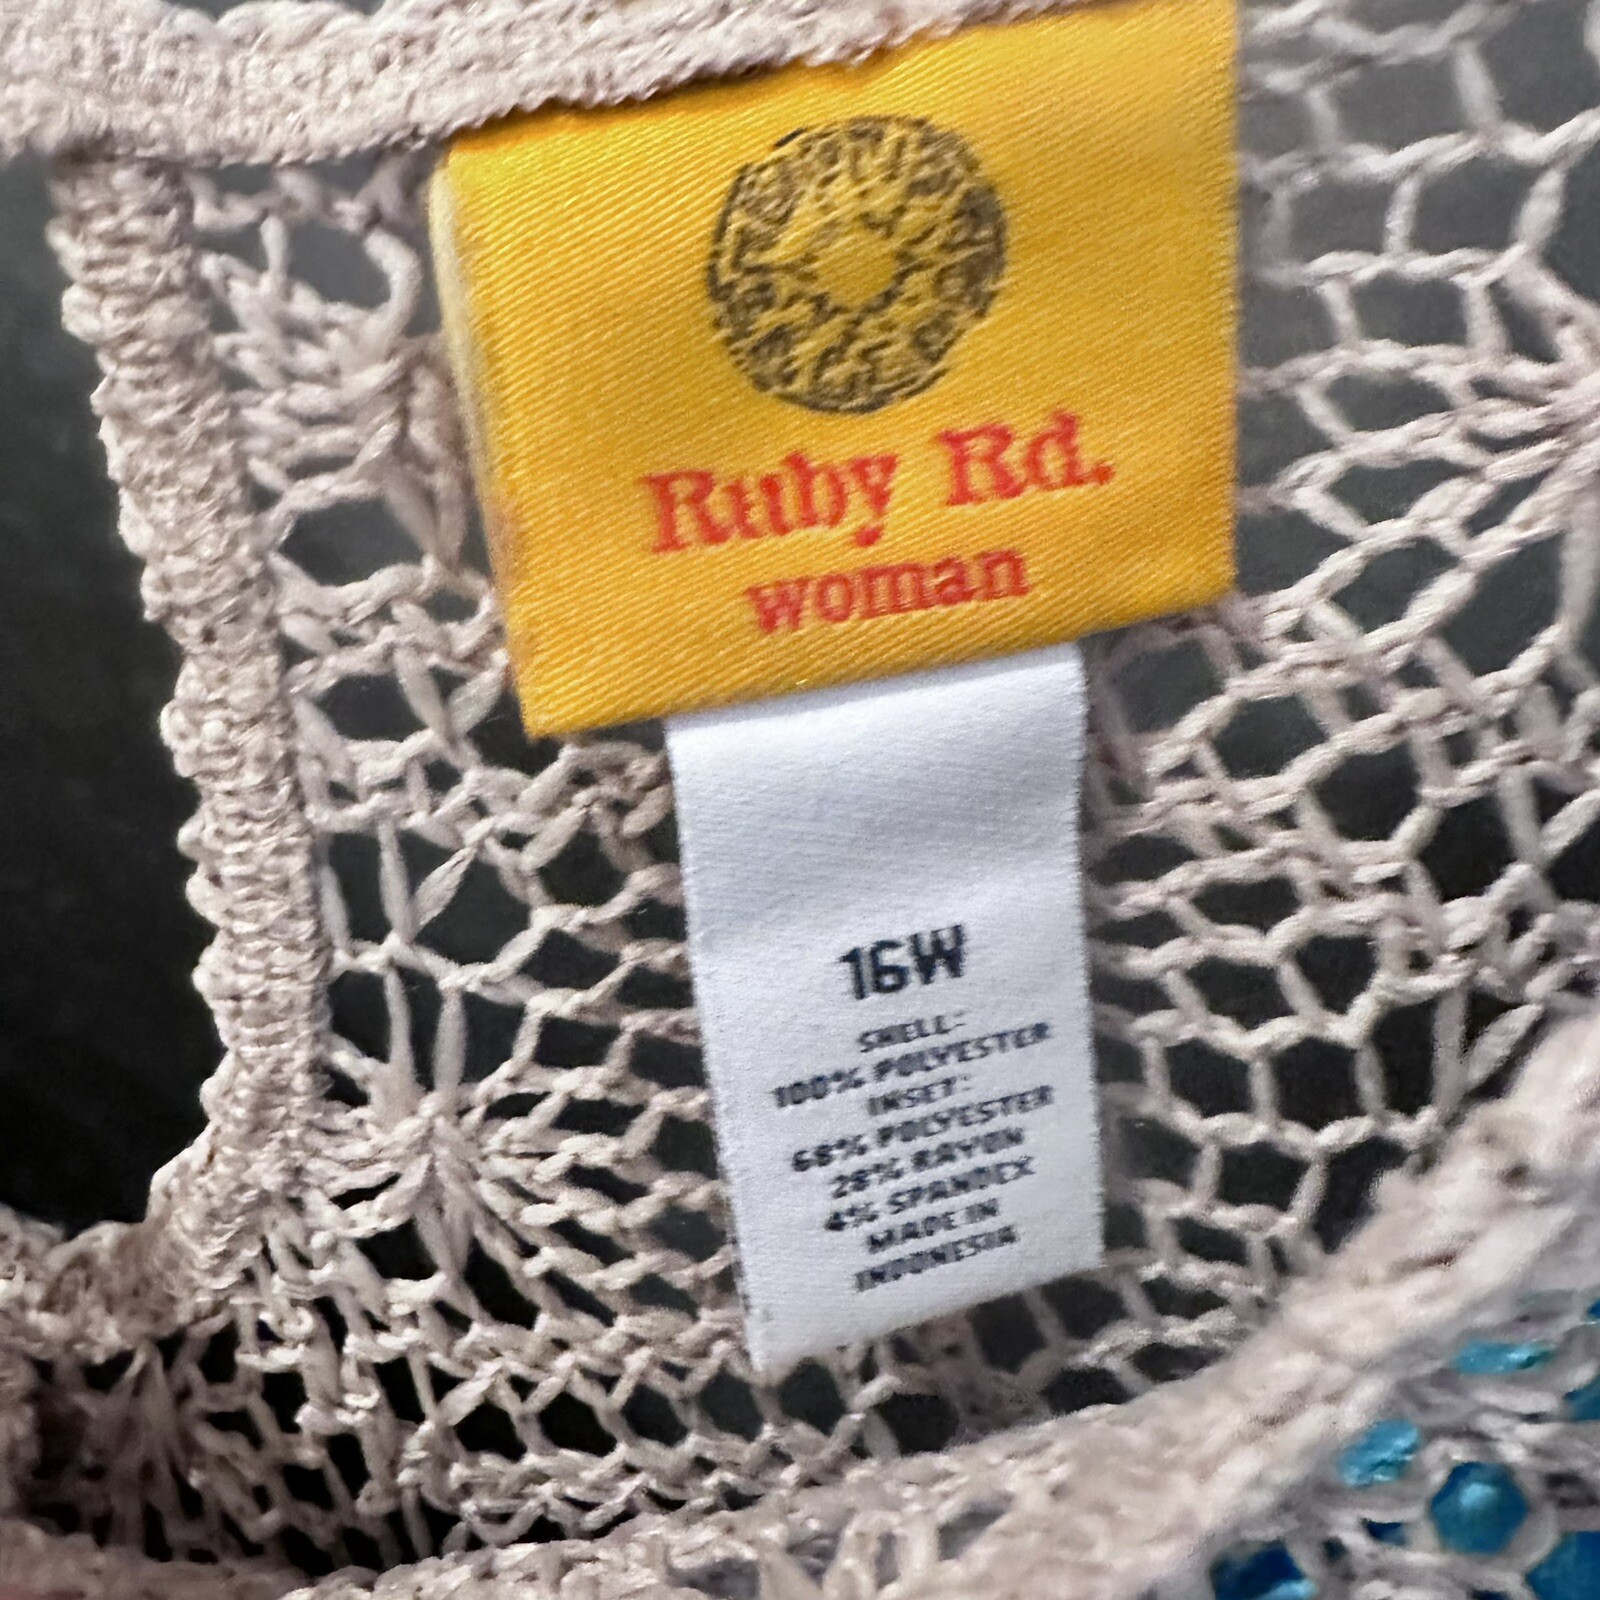 Ruby Rd.
woman
16W
SHELL:
100% POLYESTER
INSET:
68% POLYESTER
28% RAYON
4% SPANDEX
MADE IN
INDONESIA